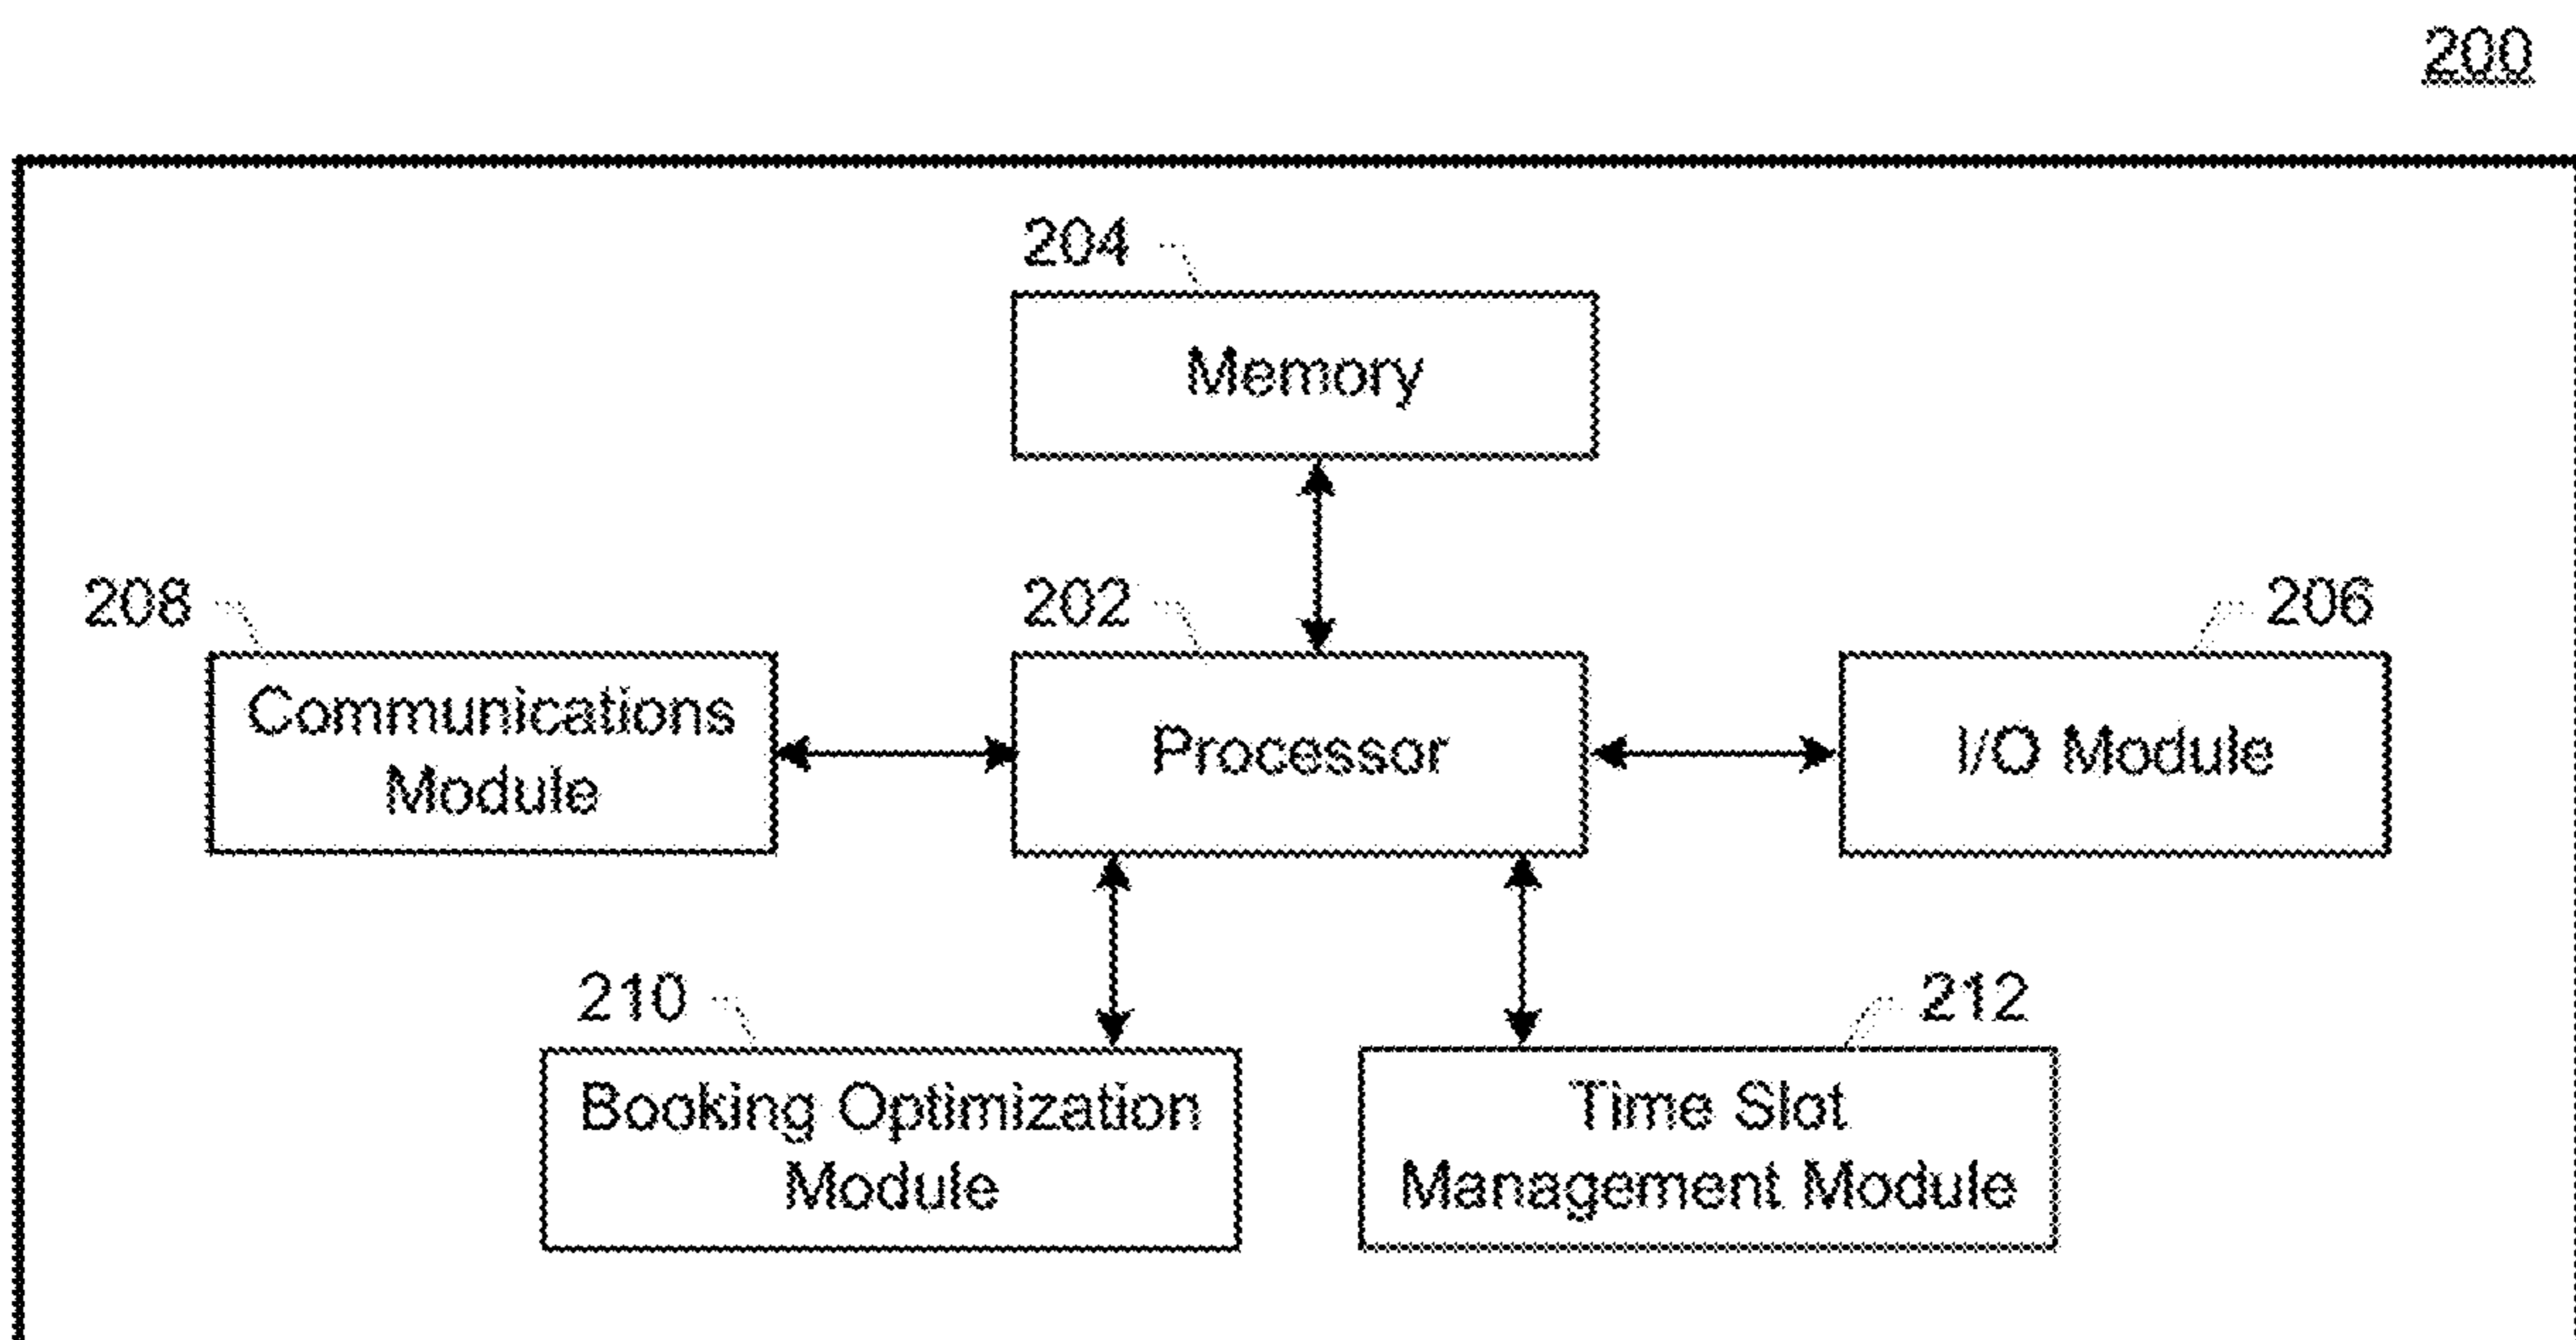 200
204
Memory
208
202
206
Communications
Module
Processor
I/O Module
210
212
Booking Optimization
Module
Time Slot
Management Module